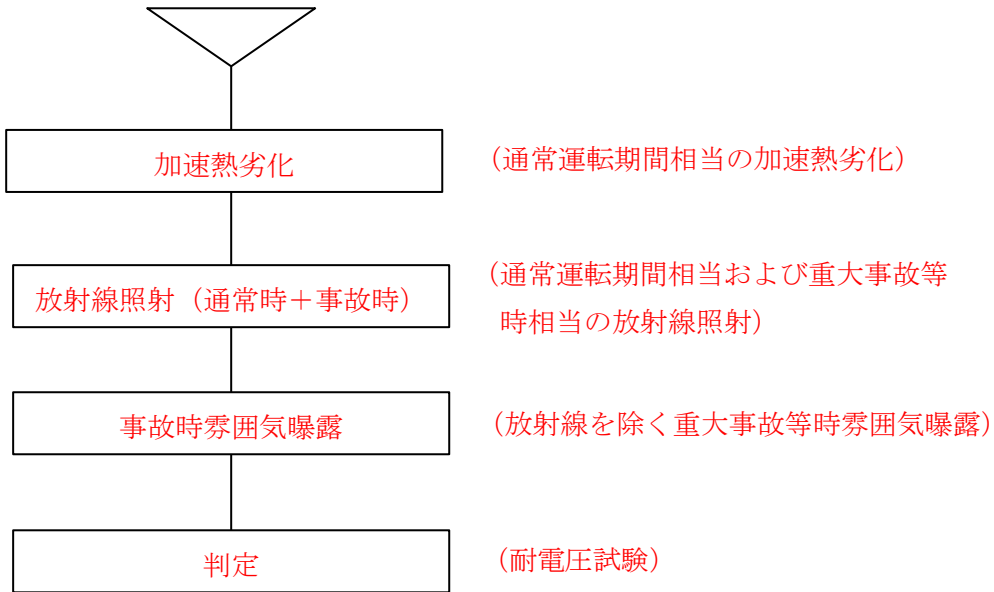 加速熱劣化
（通常運転期間相当の加速熱劣化）
放射線照射（通常時＋事故時）
（通常運転期間相当および重大事故等
時相当の放射線照射）
事故時雰囲気曝露
（放射線を除く重大事故等時雰囲気曝露）
判定
（耐電圧試験）